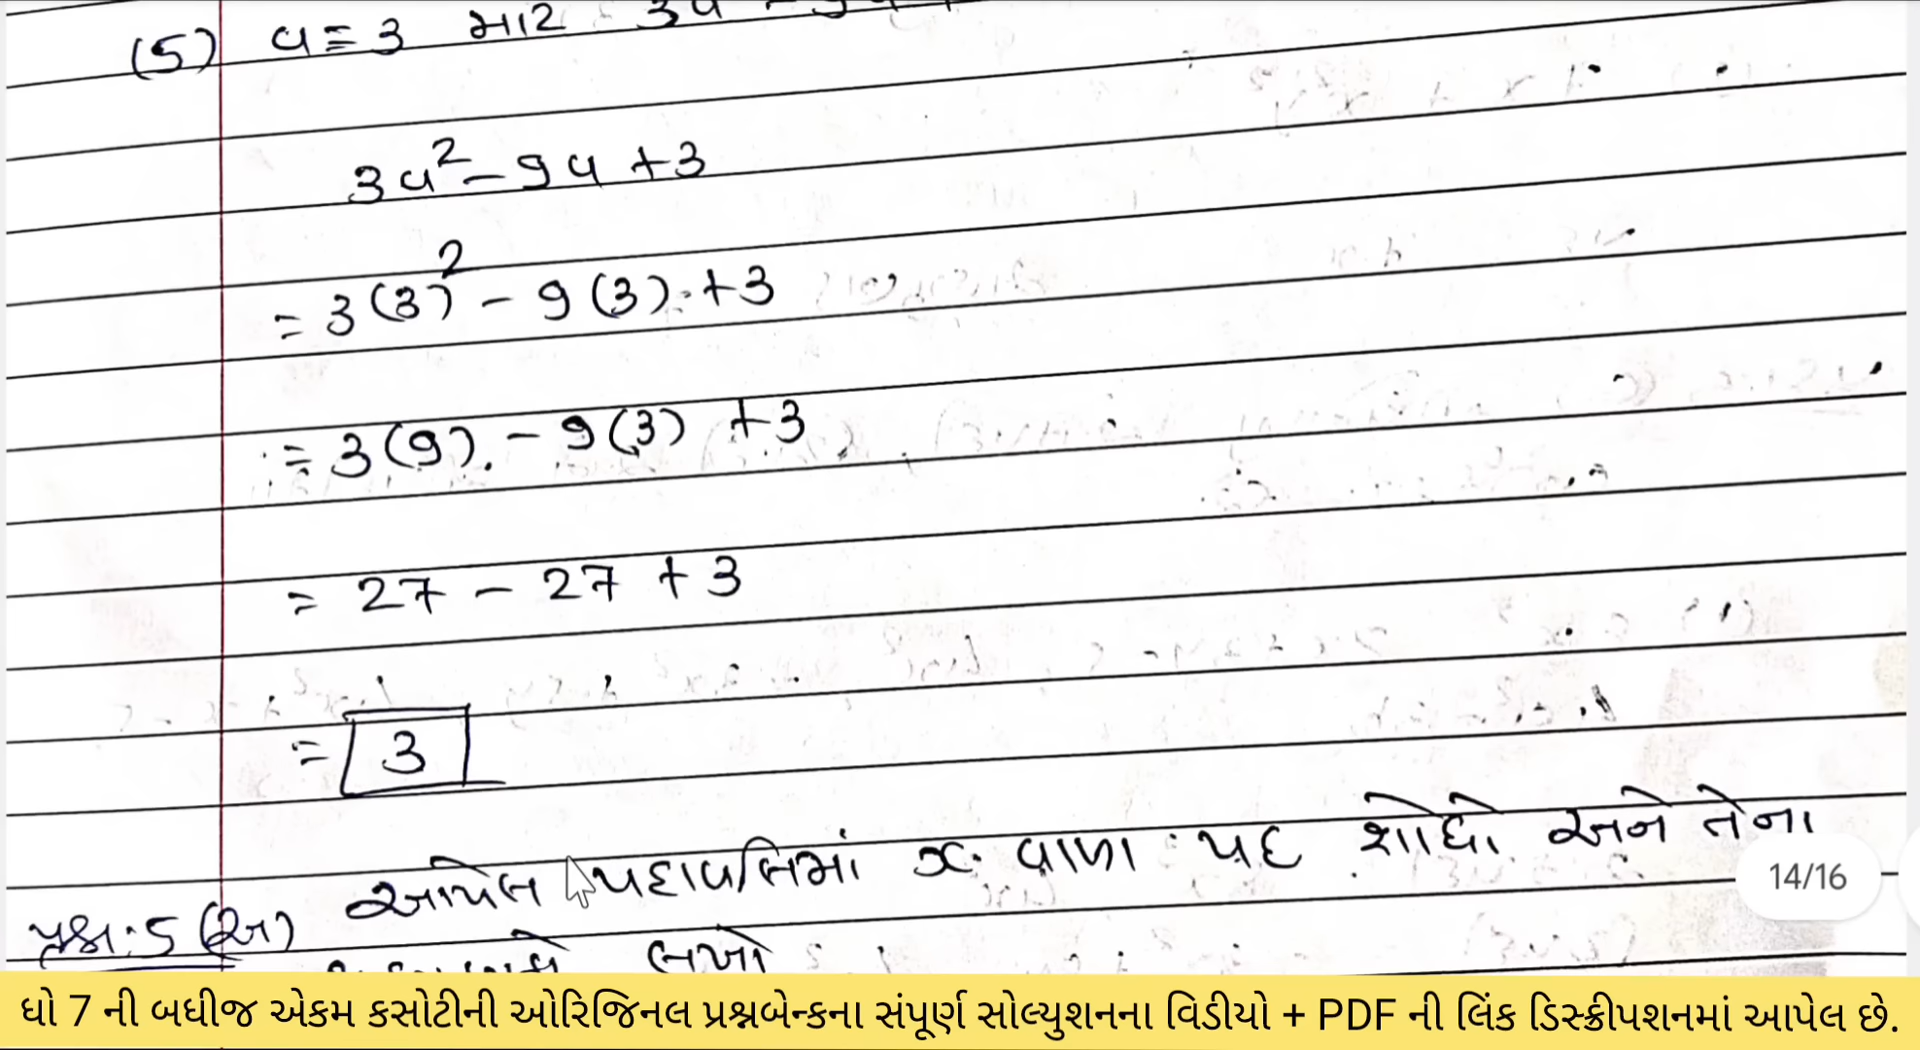 (5) a = 3 માટે
3a² - 9a + 3
= 3(3)² - 9(3) + 3
= 3(9) - 9(3) + 3
= 27 - 27 + 3
= 3
પ્રશ્ન:5 (અ) આપેલ પદાવલિમાં x વાળા પદ શોધો અને તેના
લખો
14/16
ધો 7 ની બધીજ એકમ કસોટીની ઓરિજિનલ પ્રશ્નબેન્કના સંપૂર્ણ સોલ્યુશનના વિડીયો + PDF ની લિંક ડિસ્ક્રીપશનમાં આપેલ છે.